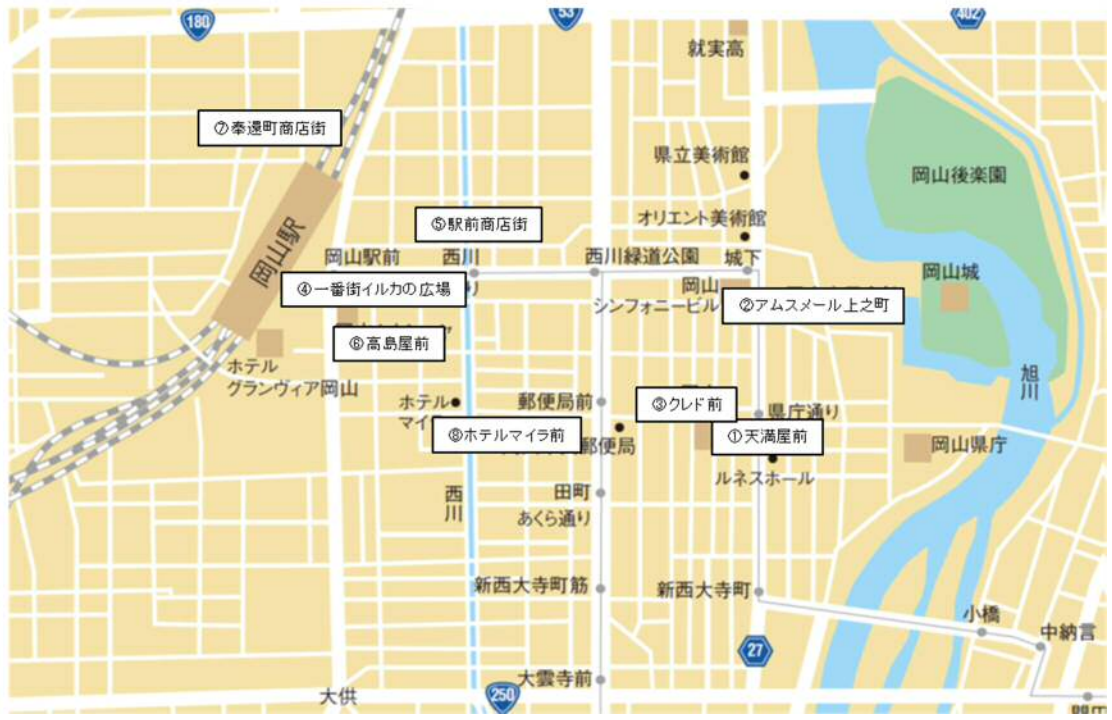 180
53
402
就実高
⑦奉還町商店街
県立美術館
岡山後楽園
オリエント美術館
⑤駅前商店街
岡山駅
岡山駅前
西川
西川緑道公園
城下
岡山城
④一番街イルカの広場
り
岡山
シンフォニービル
②アムスメール上之町
⑥高島屋前
ホテル
グランヴィア岡山
旭川
ホテル
マイ
郵便局前
③クレド前
県庁通り
⑧ホテルマイラ前
郵便局
①天満屋前
岡山県庁
ルネスホール
西川
田町
あくら通り
新西大寺町筋
新西大寺町
小橋
中納言
27
大雲寺前
大供
250